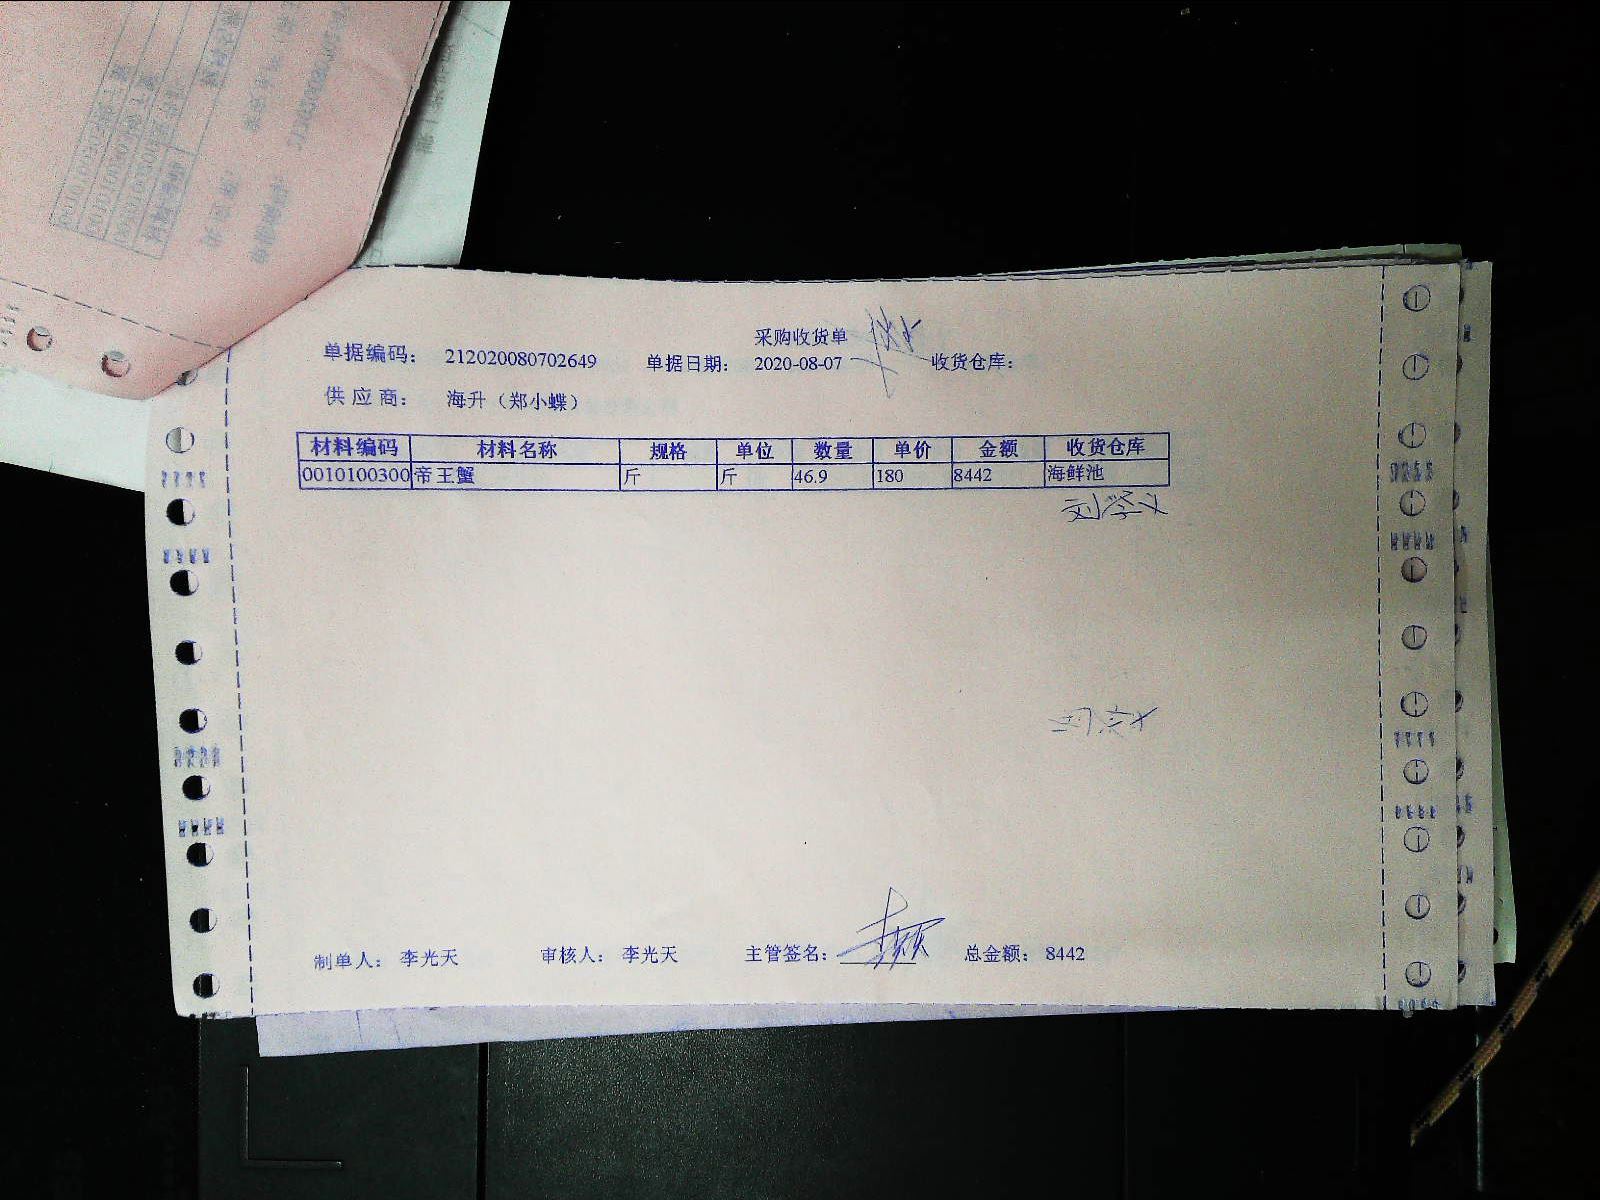 采购收货单
单据编码： 212020080702649 单据日期： 2020-08-07 收货仓库：
供应商： 海升（郑小蝶）
材料编码 材料名称 规格 单位 数量 单价 金额 收货仓库
0010100300 帝王蟹 斤 斤 46.9 180 8442 海鲜池
制单人： 李光天 审核人： 李光天 主管签名： 总金额： 8442